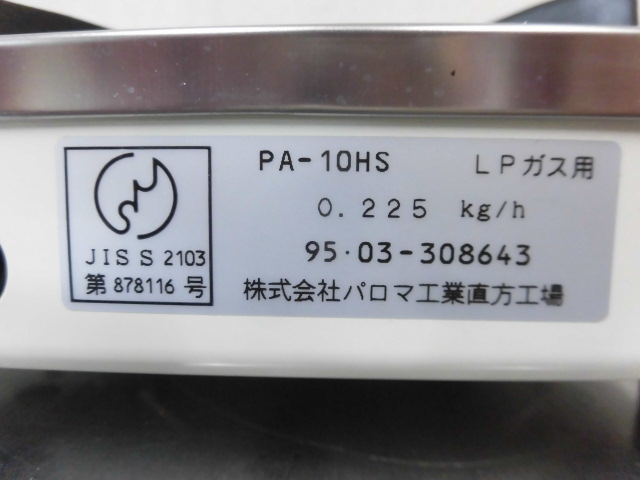 PA-10HS LPガス用
0.225 kg/h
95・03-308643
株式会社パロマ工業直方工場
JIS S 2103
第 878116 号